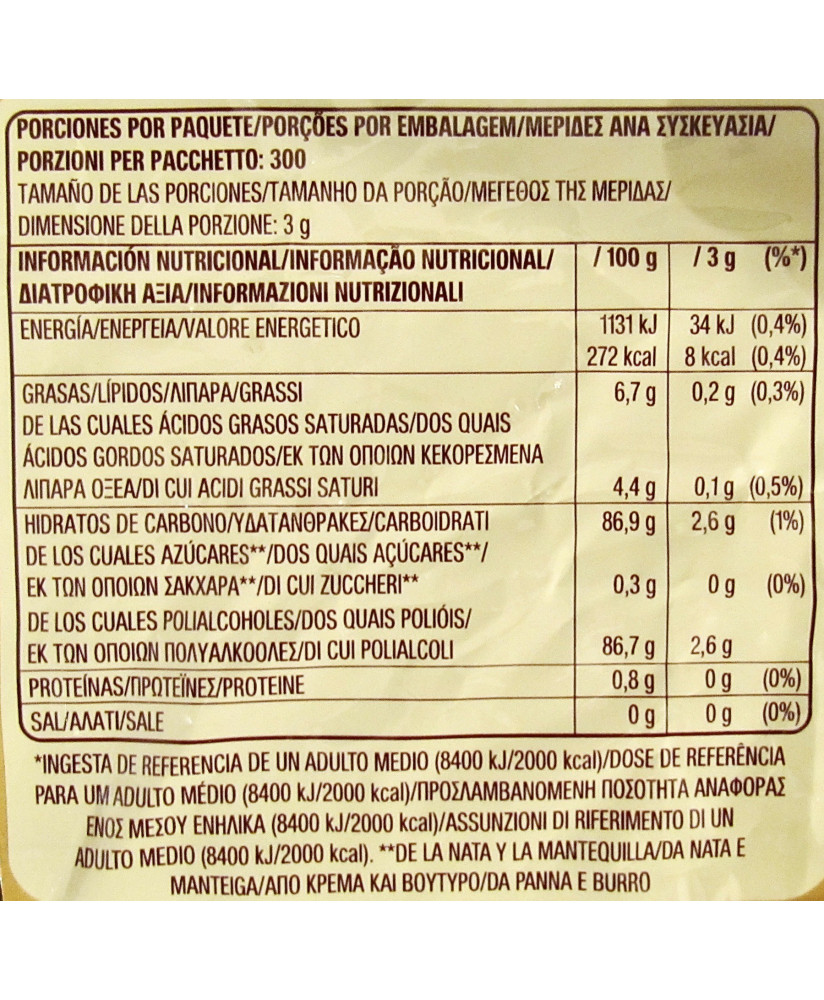 PORCIONES POR PAQUETE/PORÇÕES POR EMBALAGEM/ΜΕΡΙΔΕΣ ΑΝΑ ΣΥΣΚΕΥΑΣΙΑ/
PORZIONI PER PACCHETTO: 300
TAMAÑO DE LAS PORCIONES/TAMANHO DA PORÇÃO/ΜΕΓΕΘΟΣ ΤΗΣ ΜΕΡΙΔΑΣ/
DIMENSIONE DELLA PORZIONE: 3 g
INFORMACIÓN NUTRICIONAL/INFORMAÇÃO NUTRICIONAL/ / 100 g / 3 g (%*)
ΔΙΑΤΡΟΦΙΚΗ ΑΞΙΑ/INFORMAZIONI NUTRIZIONALI
ENERGÍA/ΕΝΕΡΓΕΙΑ/VALORE ENERGETICO 1131 kJ 34 kJ (0,4%)
272 kcal 8 kcal (0,4%)
GRASAS/LÍPIDOS/ΛΙΠΑΡΑ/GRASSI 6,7 g 0,2 g (0,3%)
DE LAS CUALES ÁCIDOS GRASOS SATURADAS/DOS QUAIS
ÁCIDOS GORDOS SATURADOS/ΕΚ ΤΩΝ ΟΠΟΙΩΝ ΚΕΚΟΡΕΣΜΕΝΑ
ΛΙΠΑΡΑ ΟΞΕΑ/DI CUI ACIDI GRASSI SATURI 4,4 g 0,1 g (0,5%)
HIDRATOS DE CARBONO/ΥΔΑΤΑΝΘΡΑΚΕΣ/CARBOIDRATI 86,9 g 2,6 g (1%)
DE LOS CUALES AZÚCARES**/DOS QUAIS AÇÚCARES**/
ΕΚ ΤΩΝ ΟΠΟΙΩΝ ΣΑΚΧΑΡΑ**/DI CUI ZUCCHERI** 0,3 g 0 g (0%)
DE LOS CUALES POLIALCOHOLES/DOS QUAIS POLIÓIS/
ΕΚ ΤΩΝ ΟΠΟΙΩΝ ΠΟΛΥΑΛΚΟΟΛΕΣ/DI CUI POLIALCOLI 86,7 g 2,6 g
PROTEÍNAS/ΠΡΩΤΕΪΝΕΣ/PROTEINE 0,8 g 0 g (0%)
SAL/ΑΛΑΤΙ/SALE 0 g 0 g (0%)
*INGESTA DE REFERENCIA DE UN ADULTO MEDIO (8400 kJ/2000 kcal)/DOSE DE REFERÊNCIA
PARA UM ADULTO MÉDIO (8400 kJ/2000 kcal)/ΠΡΟΣΛΑΜΒΑΝΟΜΕΝΗ ΠΟΣΟΤΗΤΑ ΑΝΑΦΟΡΑΣ
ΕΝΟΣ ΜΕΣΟΥ ΕΝΗΛΙΚΑ (8400 kJ/2000 kcal)/ASSUNZIONI DI RIFERIMENTO DI UN
ADULTO MEDIO (8400 kJ/2000 kcal). **DE LA NATA Y LA MANTEQUILLA/DA NATA E
MANTEIGA/ΑΠΟ ΚΡΕΜΑ ΚΑΙ ΒΟΥΤΥΡΟ/DA PANNA E BURRO